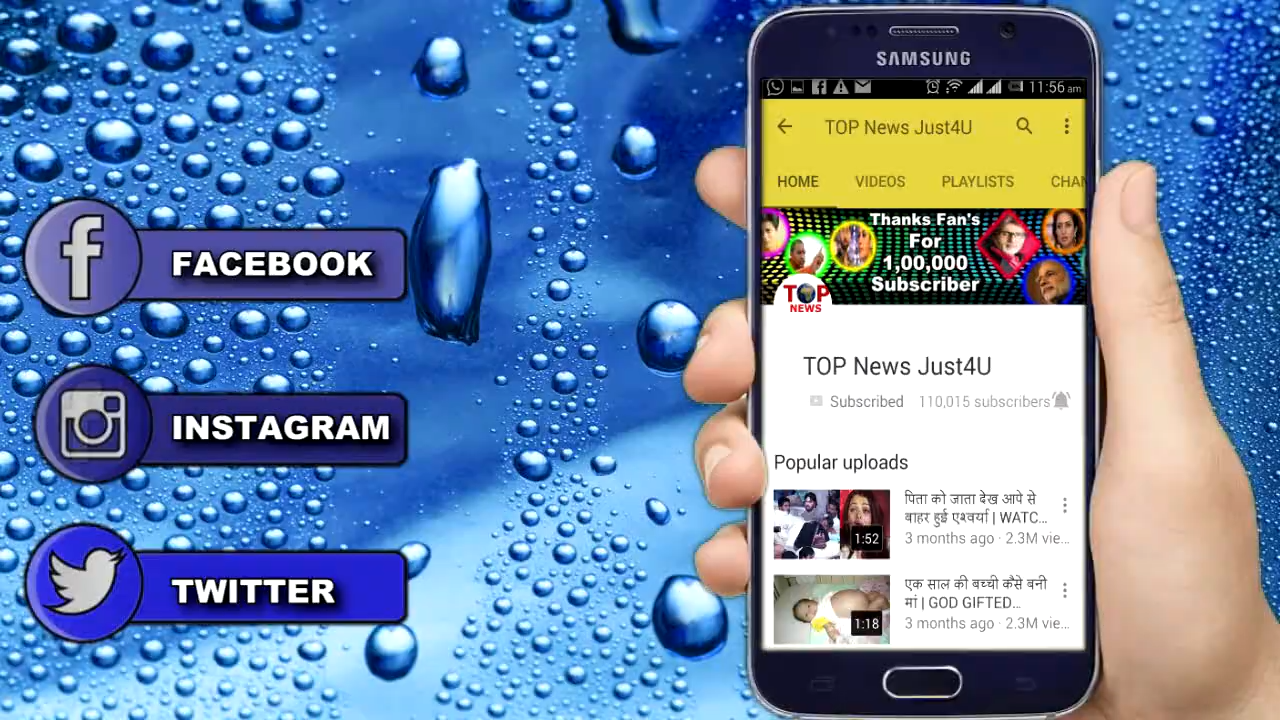 FACEBOOK
INSTAGRAM
TWITTER
SAMSUNG
11:56 am
TOP News Just4U
HOME VIDEOS PLAYLISTS CHAN
Thanks Fan's
For
1,00,000
Subscriber
TOP
NEWS
TOP News Just4U
Subscribed 110,015 subscribers
Popular uploads
पिता को जाता देख आपे से
बाहर हुई एश्वर्या | WATC...
3 months ago · 2.3M vie...
1:52
एक साल की बच्ची कैसे बनी
मां | GOD GIFTED...
3 months ago · 2.3M vie...
1:18